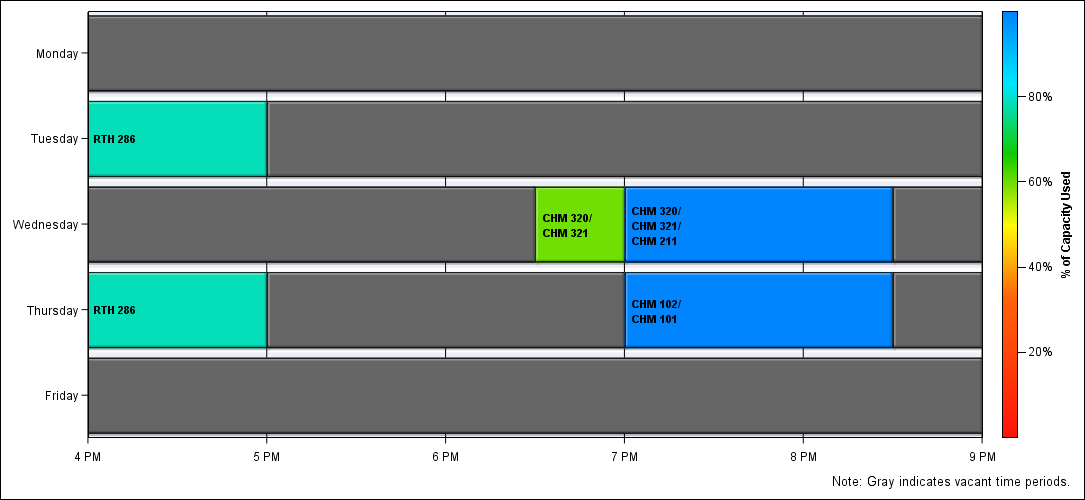 Monday
Tuesday
RTH 286
Wednesday
CHM 320/
CHM 321
CHM 320/
CHM 321/
CHM 211
Thursday
RTH 286
CHM 102/
CHM 101
Friday
4 PM
5 PM
6 PM
7 PM
8 PM
9 PM
80%
60%
40%
20%
% of Capacity Used
Note: Gray indicates vacant time periods.